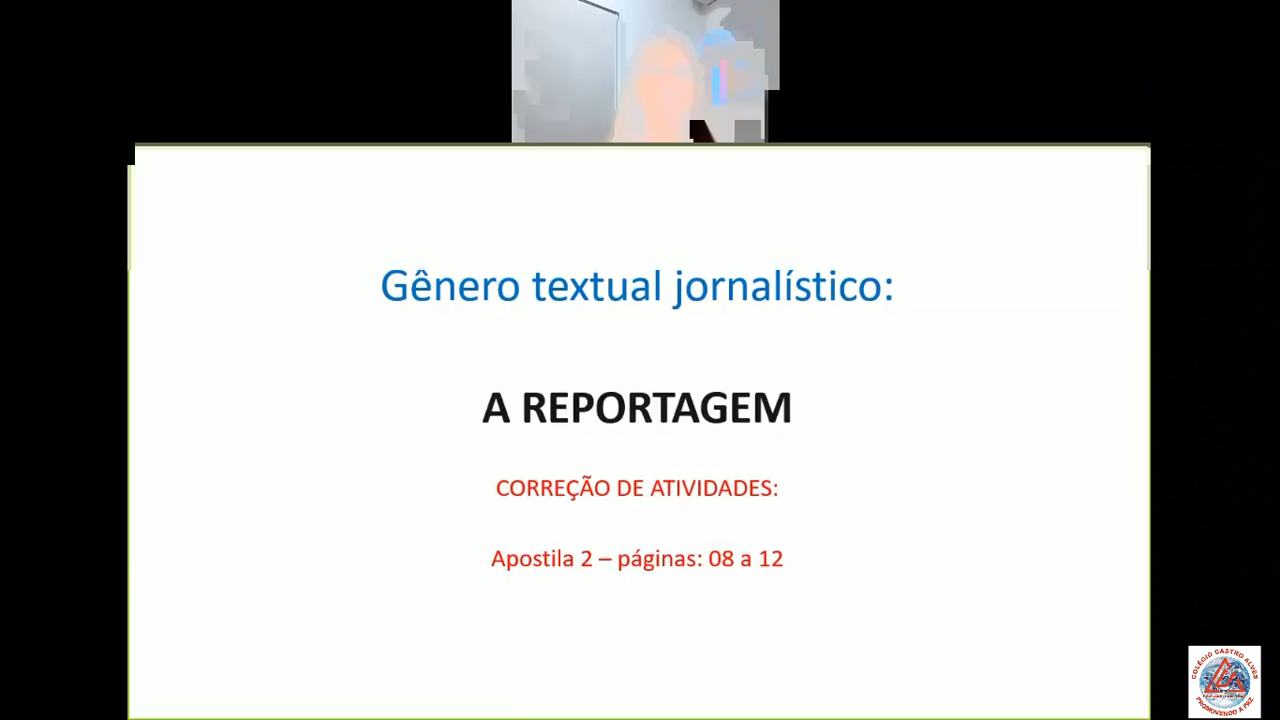 Gênero textual jornalístico:
A REPORTAGEM
CORREÇÃO DE ATIVIDADES:
Apostila 2 – páginas: 08 a 12
COLÉGIO CASTRO ALVES
PROMOVENDO A PAZ